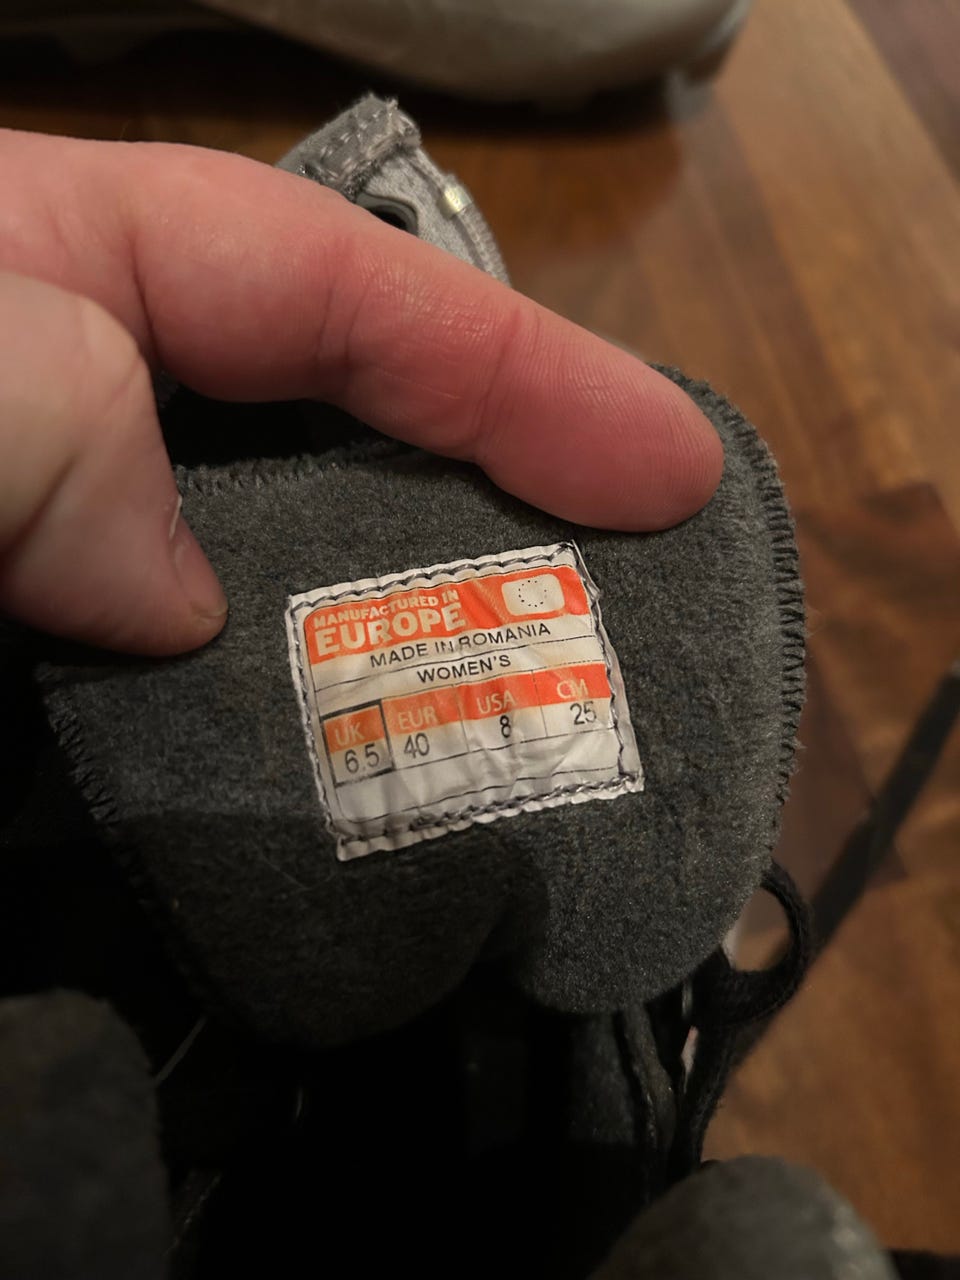 MANUFACTURED IN
EUROPE
MADE IN ROMANIA
WOMEN'S
UK EUR USA CM
6.5 40 8 25